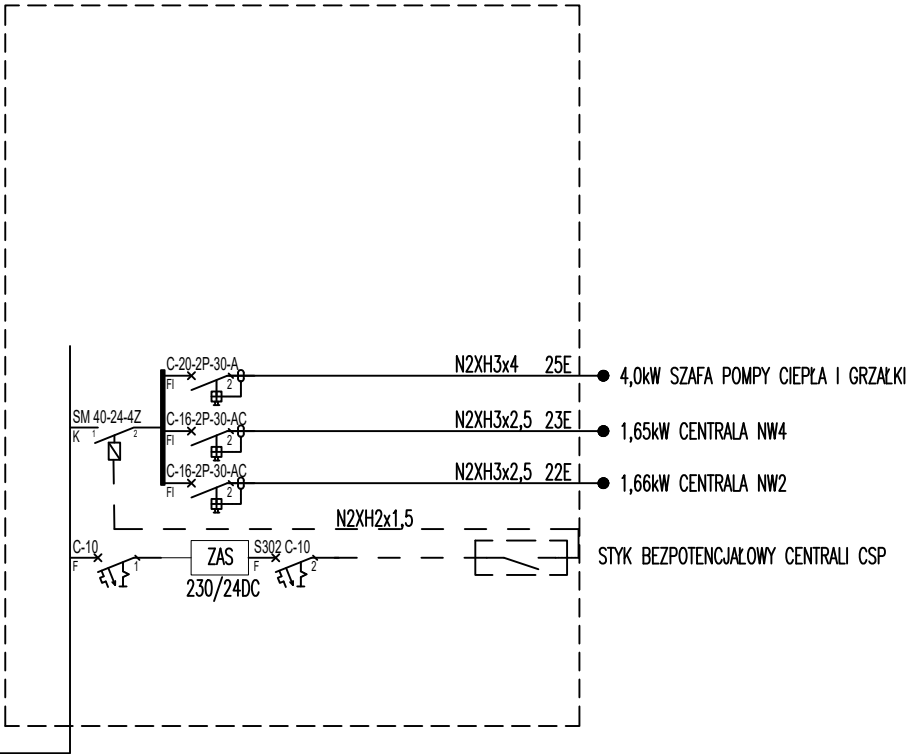 C-20-2P-30-A
FI
2
N2XH3x4 25E
4,0kW SZAFA POMPY CIEPŁA I GRZAŁKI
SM 40-24-4Z
K
1
2
C-16-2P-30-AC
FI
2
N2XH3x2,5 23E
1,65kW CENTRALA NW4
C-16-2P-30-AC
FI
2
N2XH3x2,5 22E
1,66kW CENTRALA NW2
N2XH2x1,5
C-10
F
1
ZAS
230/24DC
S302 C-10
F
2
STYK BEZPOTENCJAŁOWY CENTRALI CSP